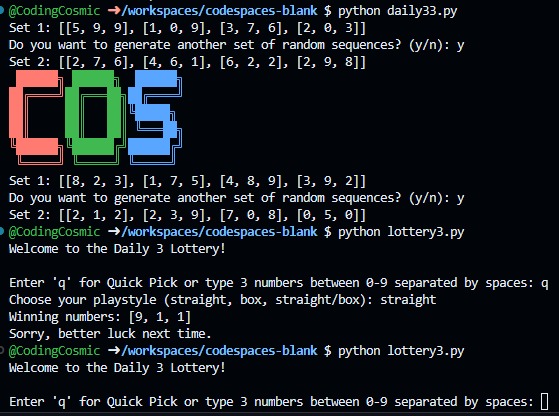 @CodingCosmic ➜/workspaces/codespaces-blank $ python daily33.py
Set 1: [[5, 9, 9], [1, 0, 9], [3, 7, 6], [2, 0, 3]]
Do you want to generate another set of random sequences? (y/n): y
Set 2: [[2, 7, 6], [4, 6, 1], [6, 2, 2], [2, 9, 8]]
COS
Set 1: [[8, 2, 3], [1, 7, 5], [4, 8, 9], [3, 9, 2]]
Do you want to generate another set of random sequences? (y/n): y
Set 2: [[2, 1, 2], [2, 3, 9], [7, 0, 8], [0, 5, 0]]
@CodingCosmic ➜/workspaces/codespaces-blank $ python lottery3.py
Welcome to the Daily 3 Lottery!
Enter 'q' for Quick Pick or type 3 numbers between 0-9 separated by spaces: q
Choose your playstyle (straight, box, straight/box): straight
Winning numbers: [9, 1, 1]
Sorry, better luck next time.
@CodingCosmic ➜/workspaces/codespaces-blank $ python lottery3.py
Welcome to the Daily 3 Lottery!
Enter 'q' for Quick Pick or type 3 numbers between 0-9 separated by spaces: